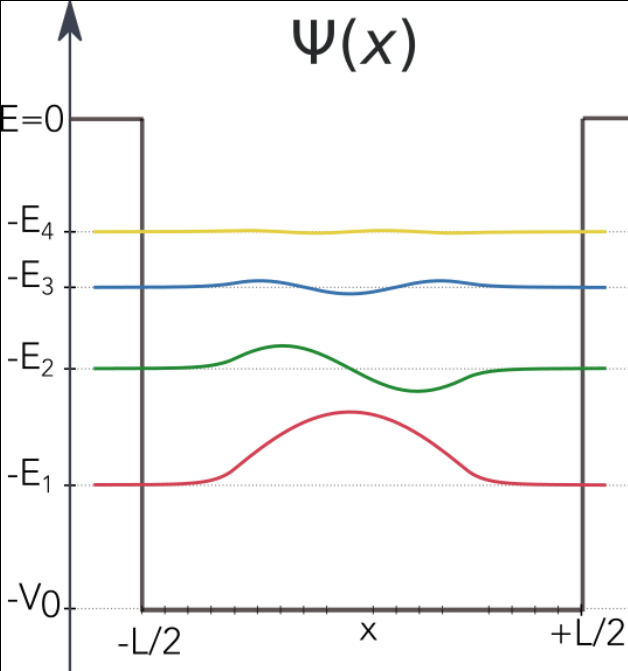 Ψ(x)
E=0
-E₄
-E₃
-E₂
-E₁
-V0
-L/2
x
+L/2